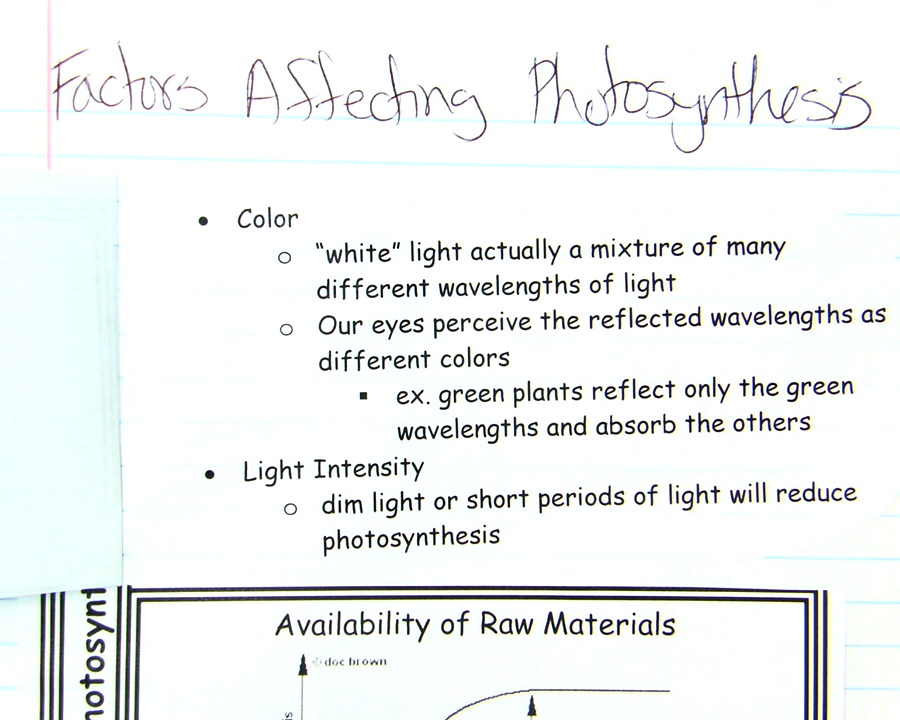 Factors Affecting Photosynthesis
• Color
o "white" light actually a mixture of many
different wavelengths of light
o Our eyes perceive the reflected wavelengths as
different colors
▪ ex. green plants reflect only the green
wavelengths and absorb the others
• Light Intensity
o dim light or short periods of light will reduce
photosynthesis
Availability of Raw Materials
© doc brown